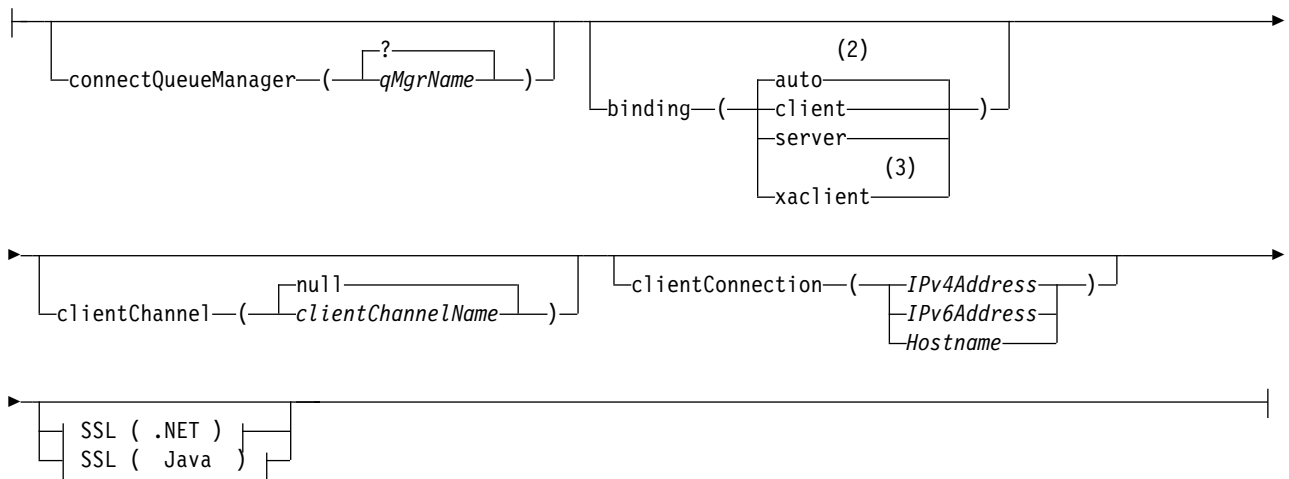 ?
connectQueueManager ( qMgrName )
(2)
auto
binding ( client )
server
(3)
xaclient
null
clientChannel ( clientChannelName )
clientConnection ( IPv4Address )
IPv6Address
Hostname
SSL ( .NET )
SSL ( Java )